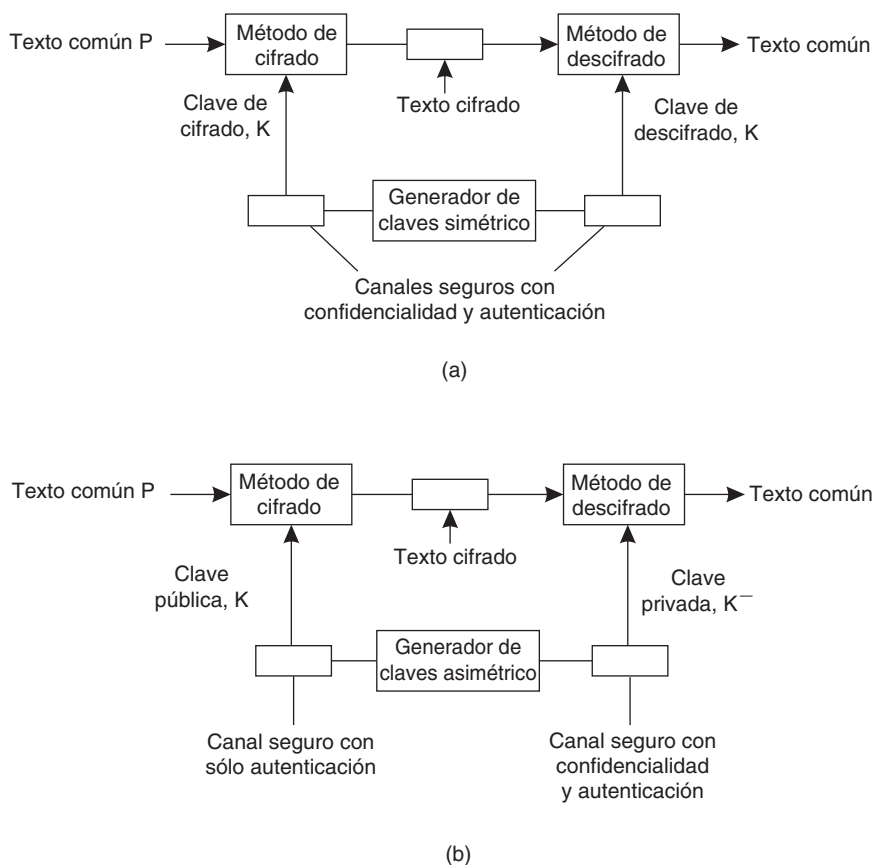 Texto común P
Método de
cifrado
Método de
descifrado
Texto común
Texto cifrado
Clave de
cifrado, K
Clave de
descifrado, K
Generador de
claves simétrico
Canales seguros con
confidencialidad y autenticación
(a)
Texto común P
Método de
cifrado
Método de
descifrado
Texto común
Texto cifrado
Clave
pública, K
Clave
privada, K−
Generador de
claves asimétrico
Canal seguro con
sólo autenticación
Canal seguro con
confidencialidad
y autenticación
(b)